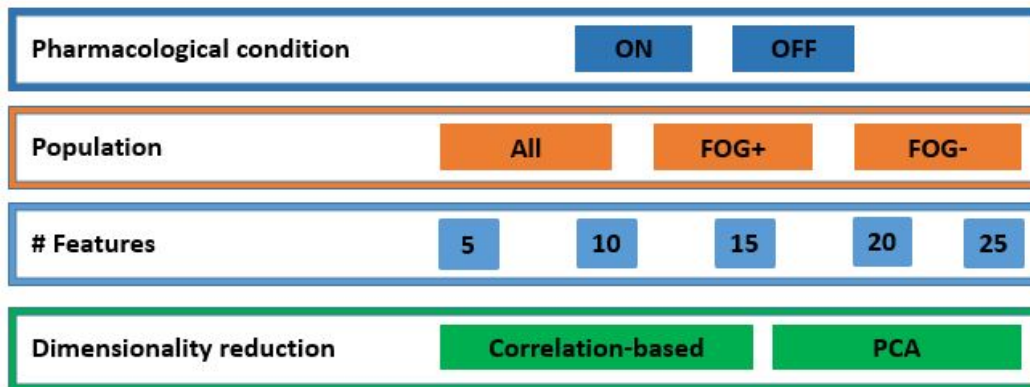 Pharmacological condition ON OFF
Population All FOG+ FOG-
# Features 5 10 15 20 25
Dimensionality reduction Correlation-based PCA